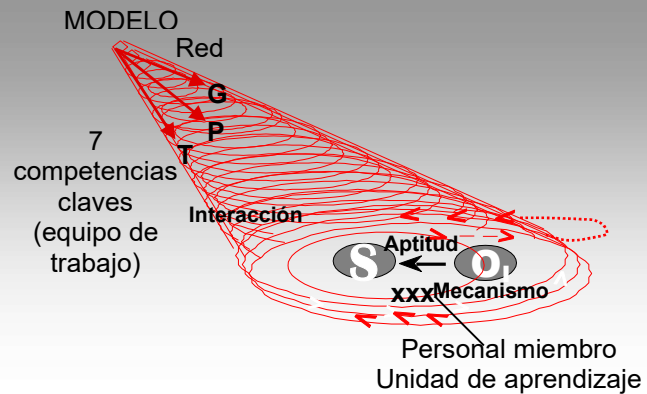 MODELO
Red
G
P
T
7
competencias
claves
(equipo de
trabajo)
Interacción
Aptitud
S
O
xxx Mecanismo
Personal miembro
Unidad de aprendizaje